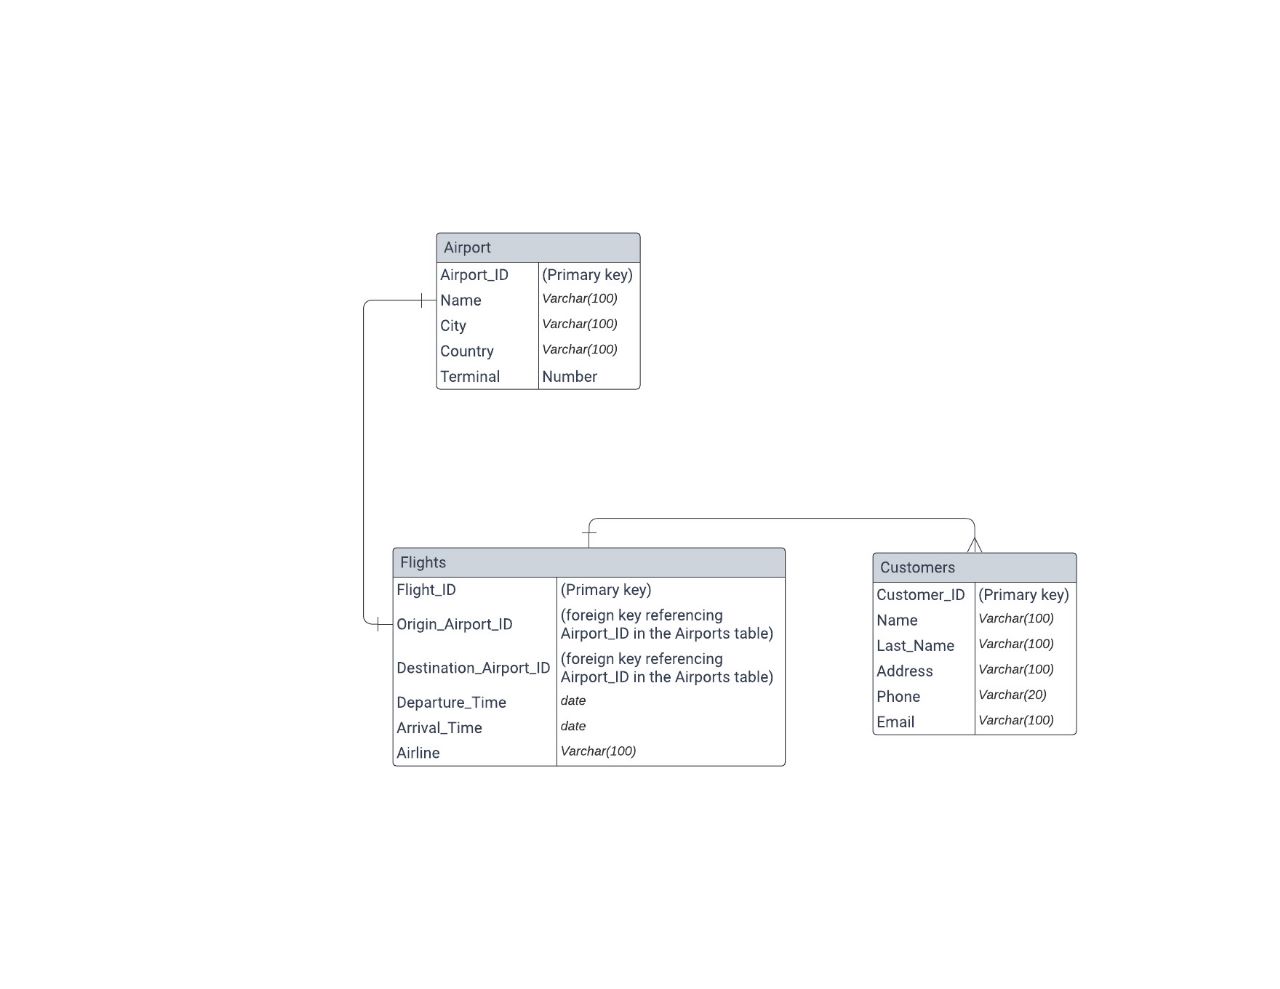 Airport
Airport_ID (Primary key)
Name Varchar(100)
City Varchar(100)
Country Varchar(100)
Terminal Number
Flights
Flight_ID (Primary key)
Origin_Airport_ID (foreign key referencing
Airport_ID in the Airports table)
Destination_Airport_ID (foreign key referencing
Airport_ID in the Airports table)
Departure_Time date
Arrival_Time date
Airline Varchar(100)
Customers
Customer_ID (Primary key)
Name Varchar(100)
Last_Name Varchar(100)
Address Varchar(100)
Phone Varchar(20)
Email Varchar(100)